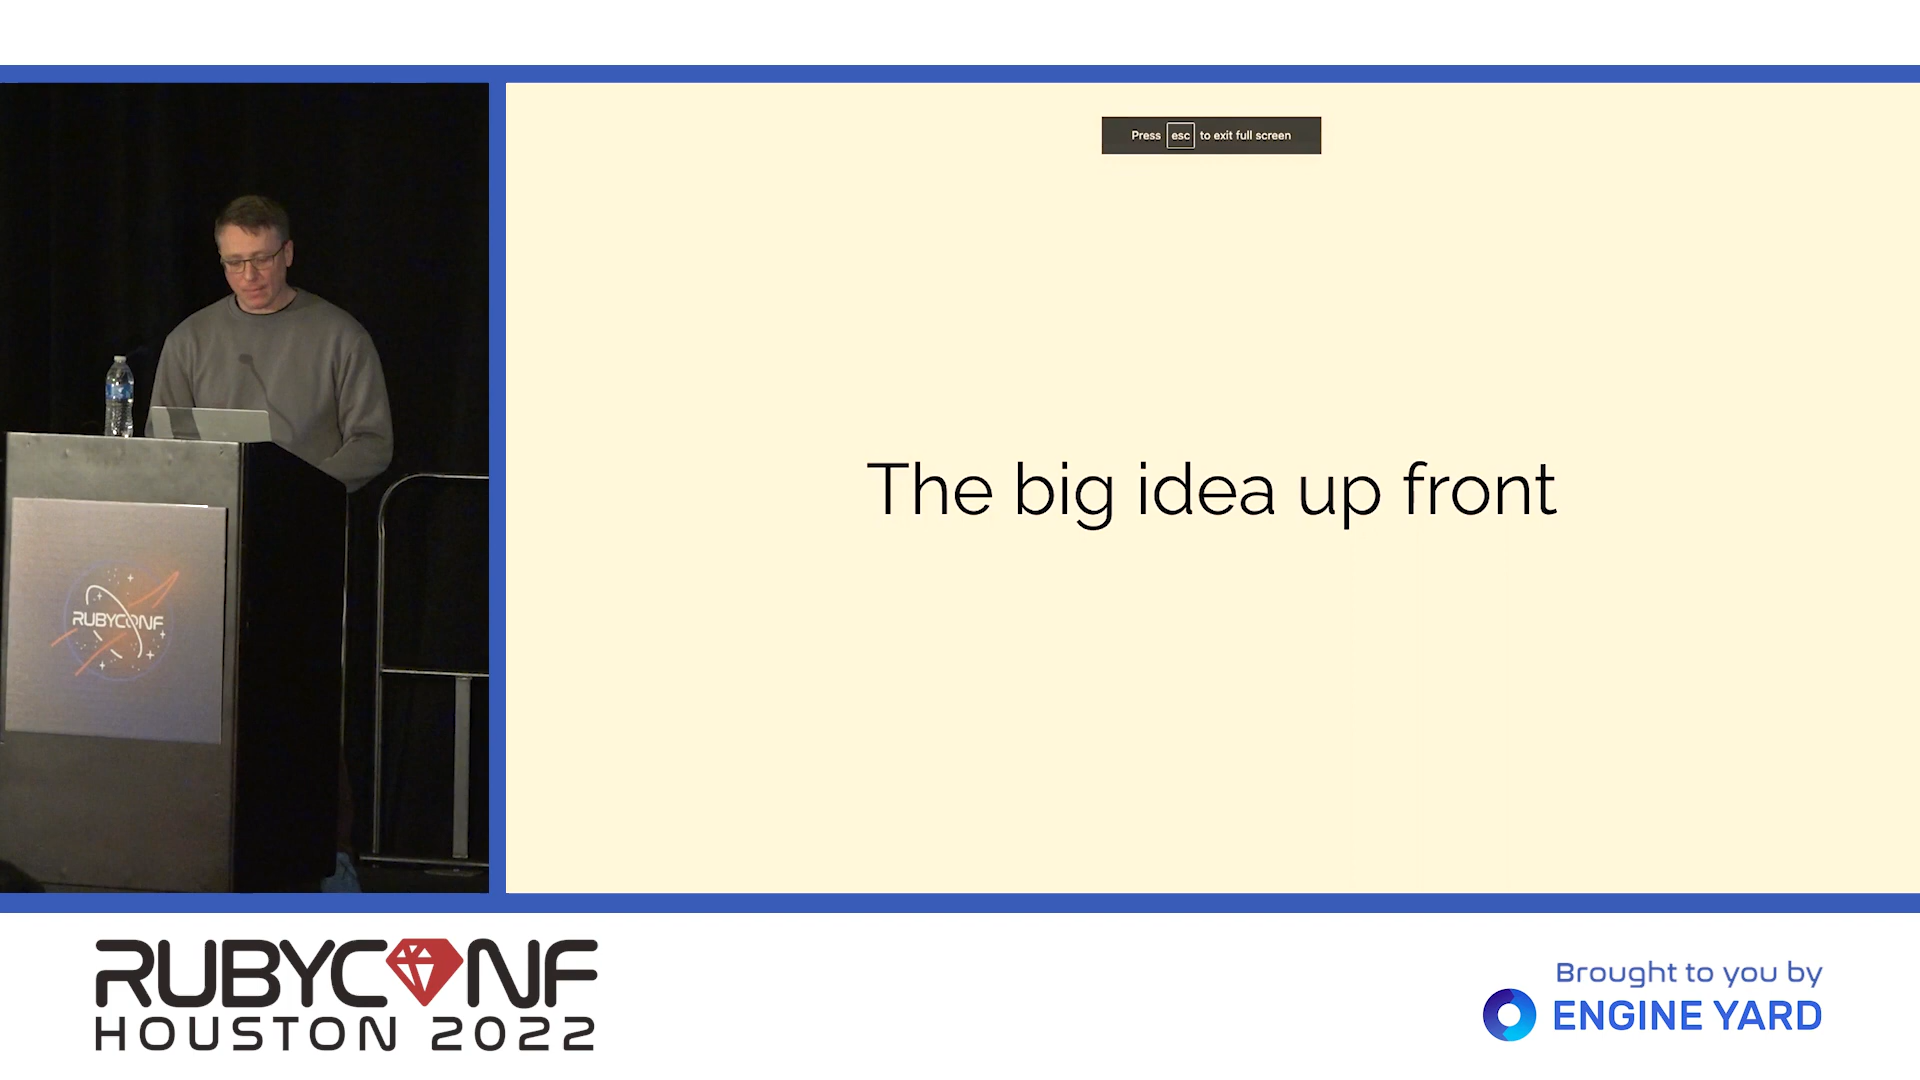 Press esc to exit full screen
The big idea up front
RUBYCONF
RUBYCONF
HOUSTON 2022
Brought to you by
ENGINE YARD